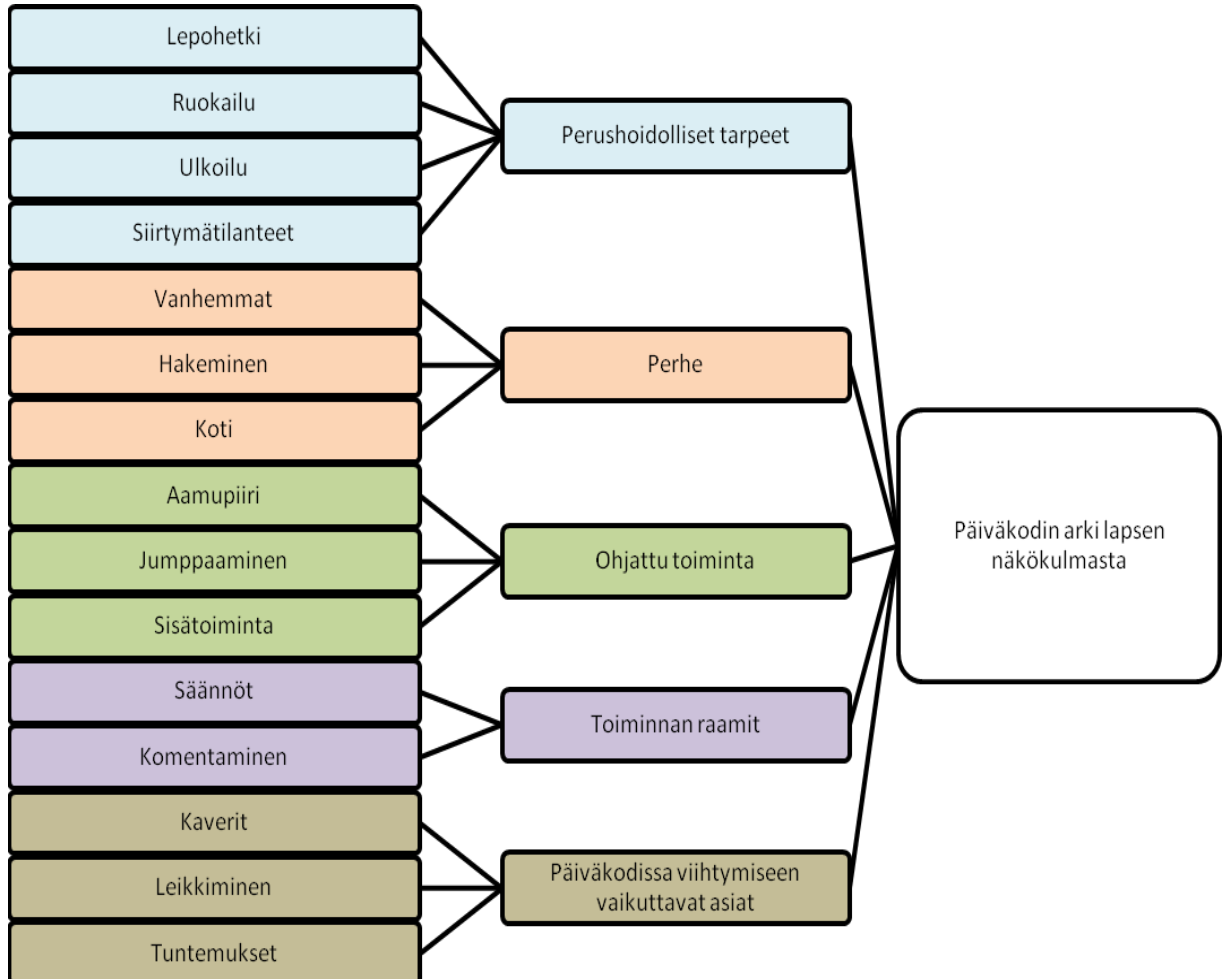 Lepohetki
Ruokailu
Ulkoilu
Siirtymätilanteet
Vanhemmat
Hakeminen
Koti
Aamupiiri
Jumppaaminen
Sisätoiminta
Säännöt
Komentaminen
Kaverit
Leikkiminen
Tuntemukset
Perushoidolliset tarpeet
Perhe
Ohjattu toiminta
Toiminnan raamit
Päiväkodissa viihtymiseen
vaikuttavat asiat
Päiväkodin arki lapsen
näkökulmasta